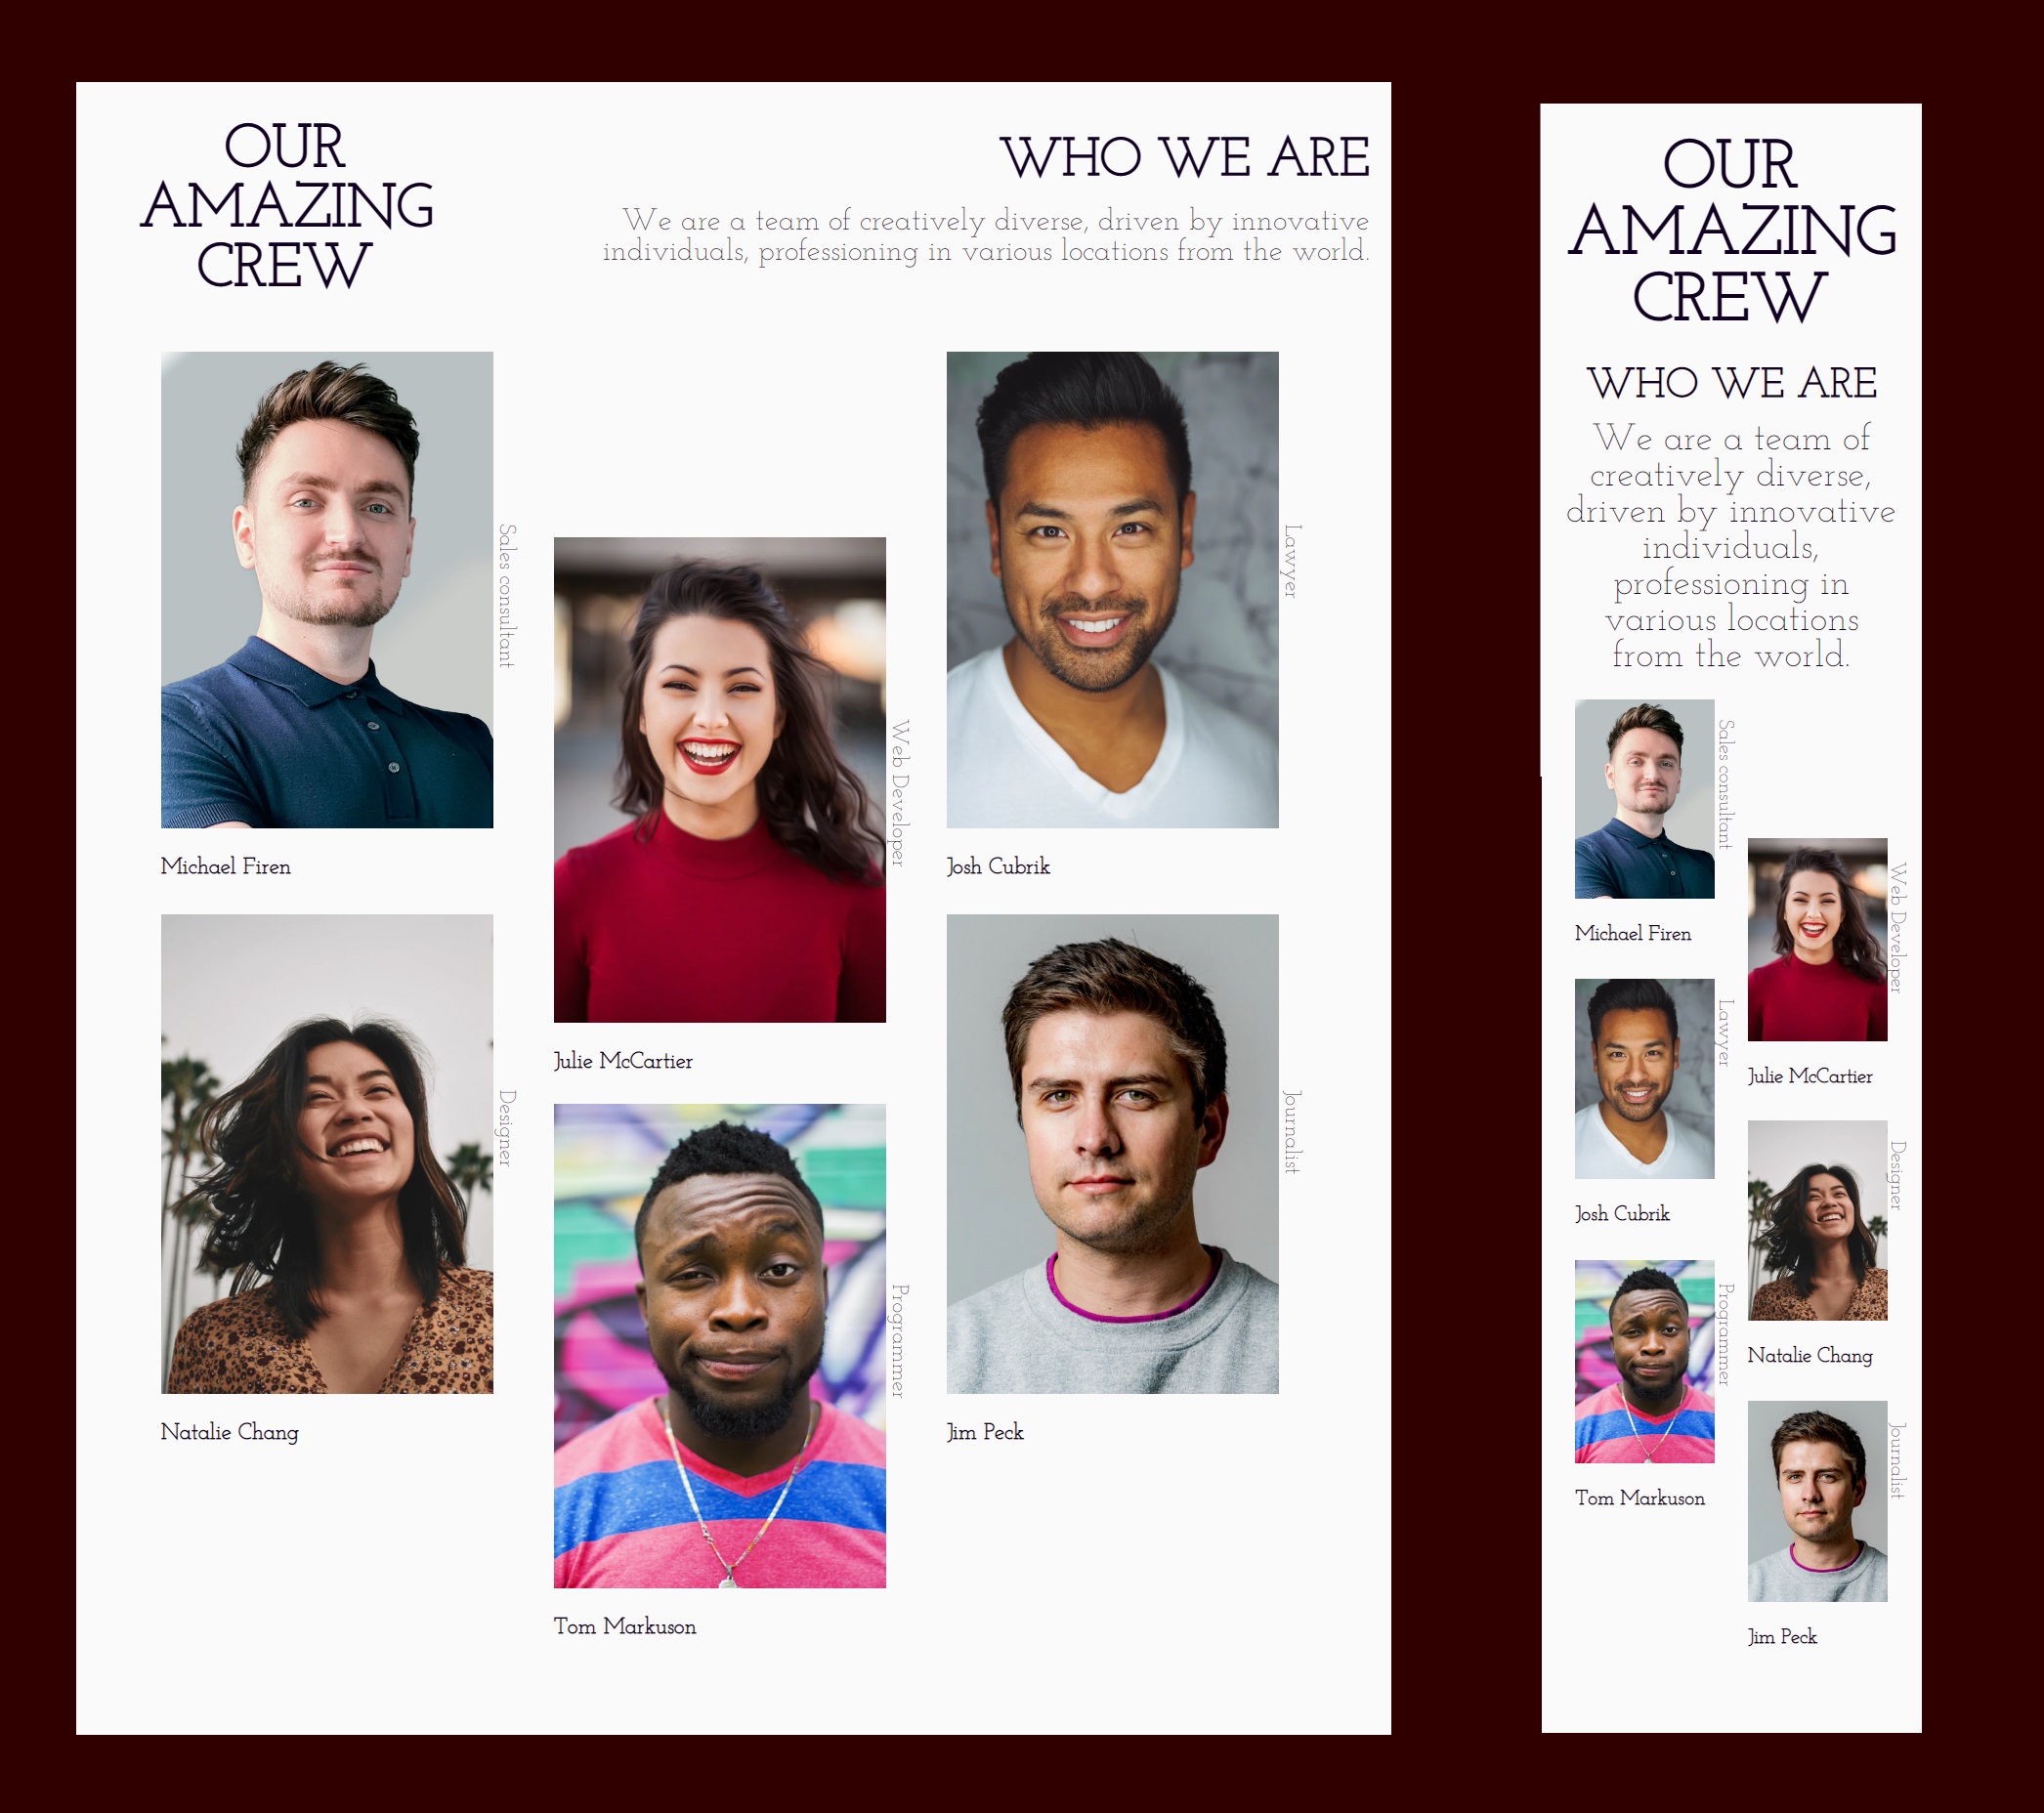 OUR
AMAZING
CREW
WHO WE ARE
We are a team of creatively diverse, driven by innovative
individuals, professioning in various locations from the world.
Sales consultant
Michael Firen
Web Developer
Julie McCartier
Lawyer
Josh Cubrik
Designer
Natalie Chang
Programmer
Tom Markuson
Journalist
Jim Peck
OUR
AMAZING
CREW
WHO WE ARE
We are a team of
creatively diverse,
driven by innovative
individuals,
professioning in
various locations
from the world.
Sales consultant
Michael Firen
Web Developer
Julie McCartier
Lawyer
Josh Cubrik
Designer
Natalie Chang
Programmer
Tom Markuson
Journalist
Jim Peck